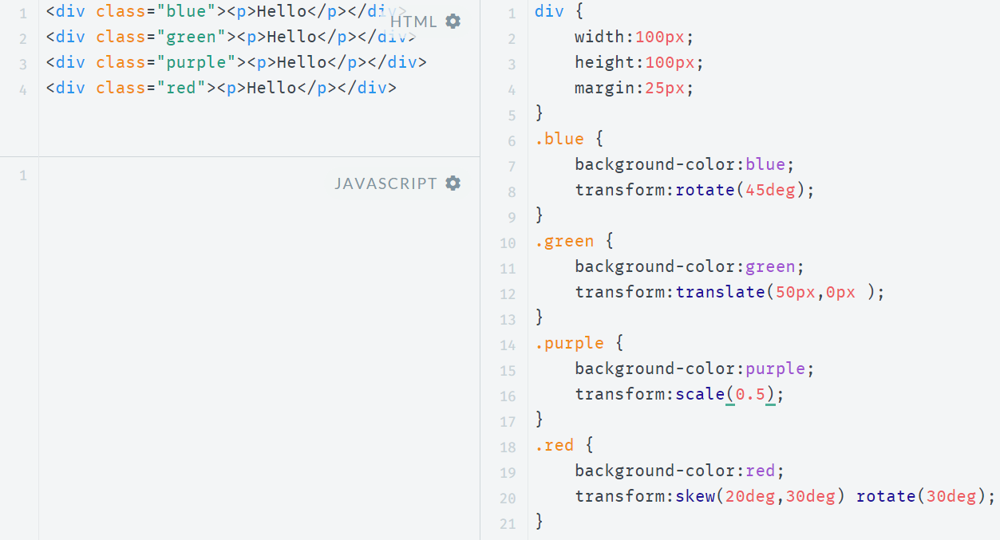 1 <div class="blue"><p>Hello</p></div>
HTML
2 <div class="green"><p>Hello</p></div>
3 <div class="purple"><p>Hello</p></div>
4 <div class="red"><p>Hello</p></div>
1
JAVASCRIPT
1 div {
2 width:100px;
3 height:100px;
4 margin:25px;
5 }
6 .blue {
7 background-color:blue;
8 transform:rotate(45deg);
9 }
10 .green {
11 background-color:green;
12 transform:translate(50px,0px );
13 }
14 .purple {
15 background-color:purple;
16 transform:scale(0.5);
17 }
18 .red {
19 background-color:red;
20 transform:skew(20deg,30deg) rotate(30deg);
21 }